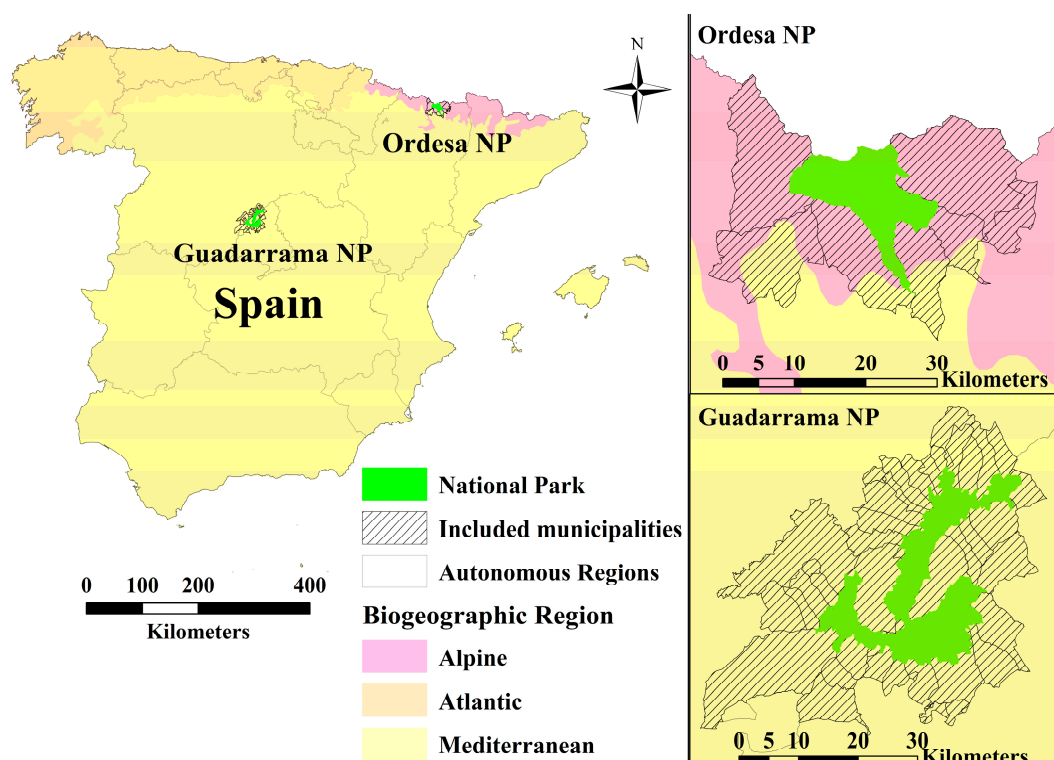 N
Ordesa NP
Guadarrama NP
Spain
National Park
Included municipalities
Autonomous Regions
Biogeographic Region
Alpine
Atlantic
Mediterranean
0 100 200 400
Kilometers
Ordesa NP
0 5 10 20 30
Kilometers
Guadarrama NP
0 5 10 20 30
Kilometers